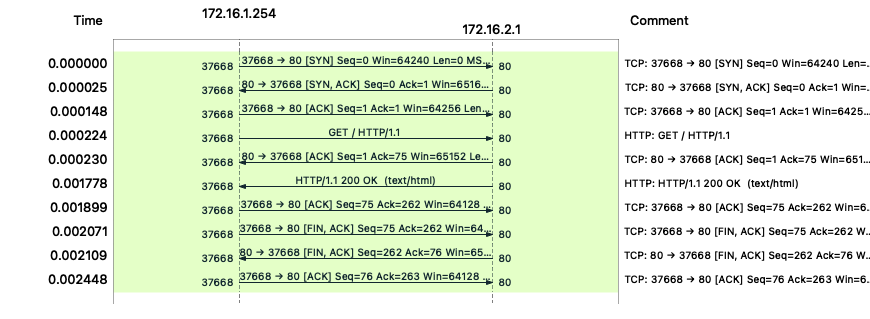 172.16.1.254
Time 172.16.2.1 Comment
0.000000 37668 37668 → 80 [SYN] Seq=0 Win=64240 Len=0 MS... 80 TCP: 37668 → 80 [SYN] Seq=0 Win=64240 Len=...
0.000025 37668 80 → 37668 [SYN, ACK] Seq=0 Ack=1 Win=6516... 80 TCP: 80 → 37668 [SYN, ACK] Seq=0 Ack=1 Win=...
0.000148 37668 37668 → 80 [ACK] Seq=1 Ack=1 Win=64256 Len... 80 TCP: 37668 → 80 [ACK] Seq=1 Ack=1 Win=6425...
0.000224 37668 GET / HTTP/1.1 80 HTTP: GET / HTTP/1.1
0.000230 37668 80 → 37668 [ACK] Seq=1 Ack=75 Win=65152 Le... 80 TCP: 80 → 37668 [ACK] Seq=1 Ack=75 Win=651...
0.001778 37668 HTTP/1.1 200 OK (text/html) 80 HTTP: HTTP/1.1 200 OK (text/html)
0.001899 37668 37668 → 80 [ACK] Seq=75 Ack=262 Win=64128 ... 80 TCP: 37668 → 80 [ACK] Seq=75 Ack=262 Win=6...
0.002071 37668 37668 → 80 [FIN, ACK] Seq=75 Ack=262 Win=64... 80 TCP: 37668 → 80 [FIN, ACK] Seq=75 Ack=262 W...
0.002109 37668 80 → 37668 [FIN, ACK] Seq=262 Ack=76 Win=65... 80 TCP: 80 → 37668 [FIN, ACK] Seq=262 Ack=76 W...
0.002448 37668 37668 → 80 [ACK] Seq=76 Ack=263 Win=64128 ... 80 TCP: 37668 → 80 [ACK] Seq=76 Ack=263 Win=6...